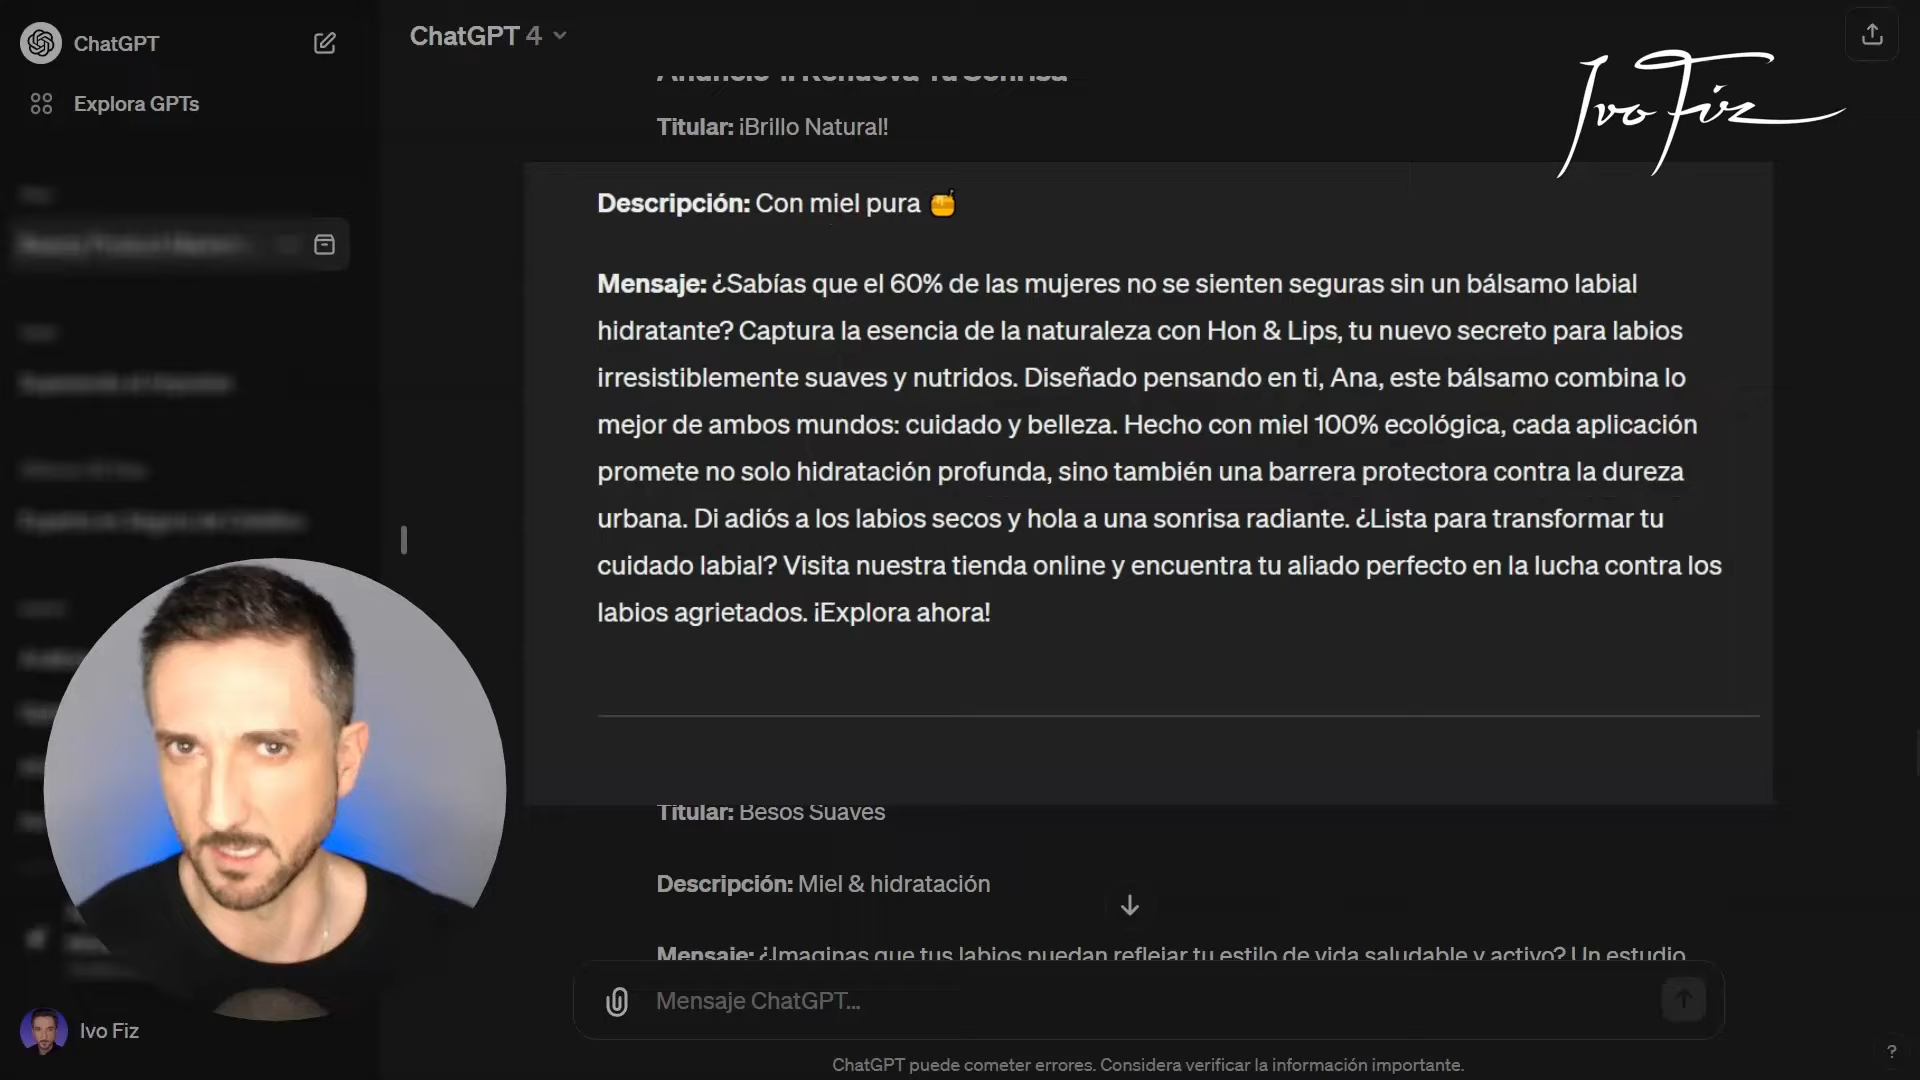 ChatGPT
Explora GPTs
ChatGPT 4
Anuncio 1: Renueva Tu Sonrisa
Titular: ¡Brillo Natural!
Ivo Fiz
Descripción: Con miel pura 🍯
Mensaje: ¿Sabías que el 60% de las mujeres no se sienten seguras sin un bálsamo labial
hidratante? Captura la esencia de la naturaleza con Hon & Lips, tu nuevo secreto para labios
irresistiblemente suaves y nutridos. Diseñado pensando en ti, Ana, este bálsamo combina lo
mejor de ambos mundos: cuidado y belleza. Hecho con miel 100% ecológica, cada aplicación
promete no solo hidratación profunda, sino también una barrera protectora contra la dureza
urbana. Di adiós a los labios secos y hola a una sonrisa radiante. ¿Lista para transformar tu
cuidado labial? Visita nuestra tienda online y encuentra tu aliado perfecto en la lucha contra los
labios agrietados. ¡Explora ahora!
Titular: Besos Suaves
Descripción: Miel & hidratación
Mensaje: ¿Imaginas que tus labios puedan reflejar tu estilo de vida saludable y activo? Un estudio
Mensaje ChatGPT...
Ivo Fiz
ChatGPT puede cometer errores. Considera verificar la información importante.
?